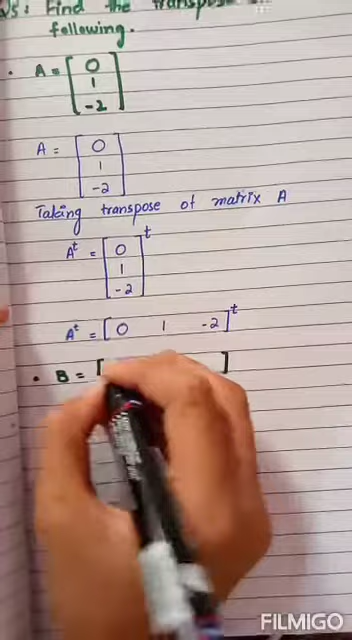 Q5: Find the transpose
following.
• A = [0
1
-2]
A = [0
1
-2]
Taking transpose of matrix A
Aᵗ = [0
1
-2]ᵗ
Aᵗ = [0 1 -2]ᵗ
• B = [ ]
FILMIGO